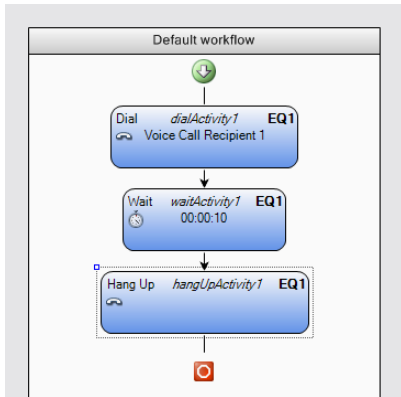 Default workflow
Dial dialActivity1 EQ1
Voice Call Recipient 1
Wait waitActivity1 EQ1
00:00:10
Hang Up hangUpActivity1 EQ1